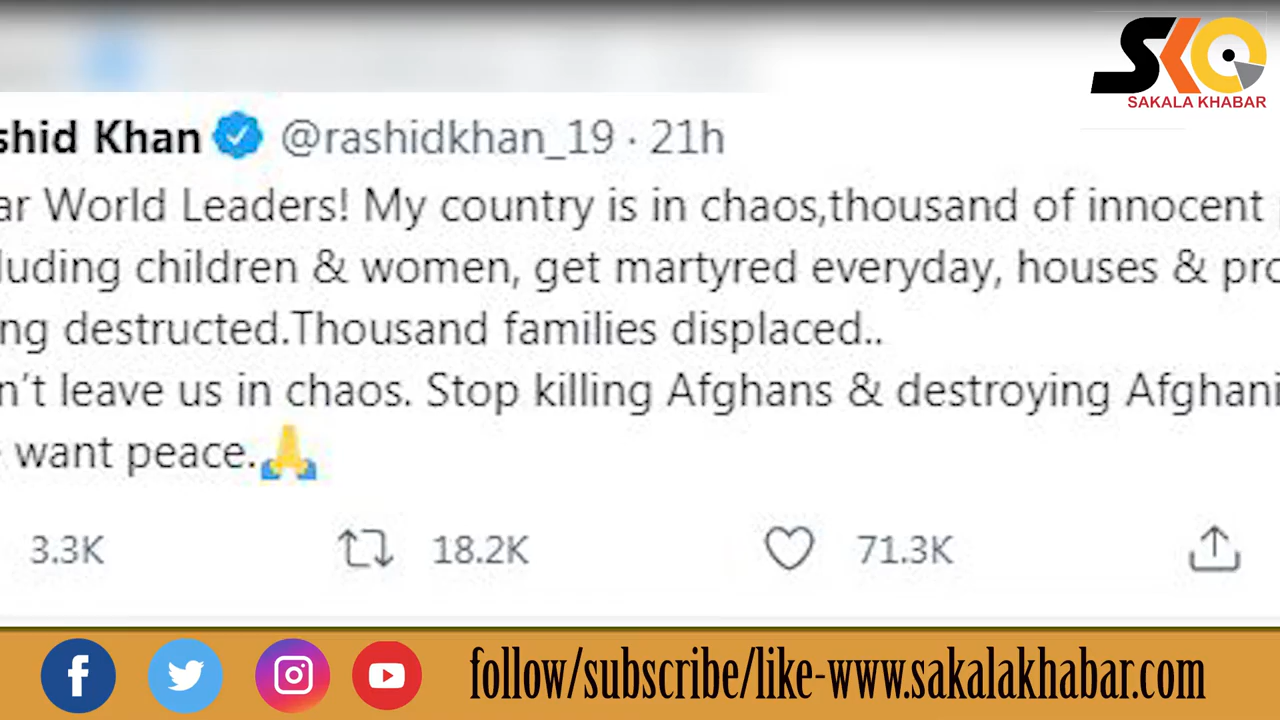 SKQ
SAKALA KHABAR
shid Khan @rashidkhan_19 · 21h
ar World Leaders! My country is in chaos,thousand of innocent
luding children & women, get martyred everyday, houses & pro
ng destructed.Thousand families displaced..
n't leave us in chaos. Stop killing Afghans & destroying Afghani
want peace.🙏
3.3K 18.2K 71.3K
follow/subscribe/like-www.sakalakhabar.com